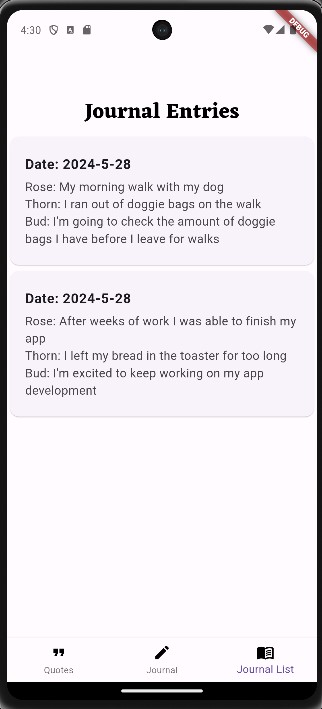 4:30
DEBUG
Journal Entries
Date: 2024-5-28
Rose: My morning walk with my dog
Thorn: I ran out of doggie bags on the walk
Bud: I'm going to check the amount of doggie
bags I have before I leave for walks
Date: 2024-5-28
Rose: After weeks of work I was able to finish my
app
Thorn: I left my bread in the toaster for too long
Bud: I'm excited to keep working on my app
development
Quotes
Journal
Journal List